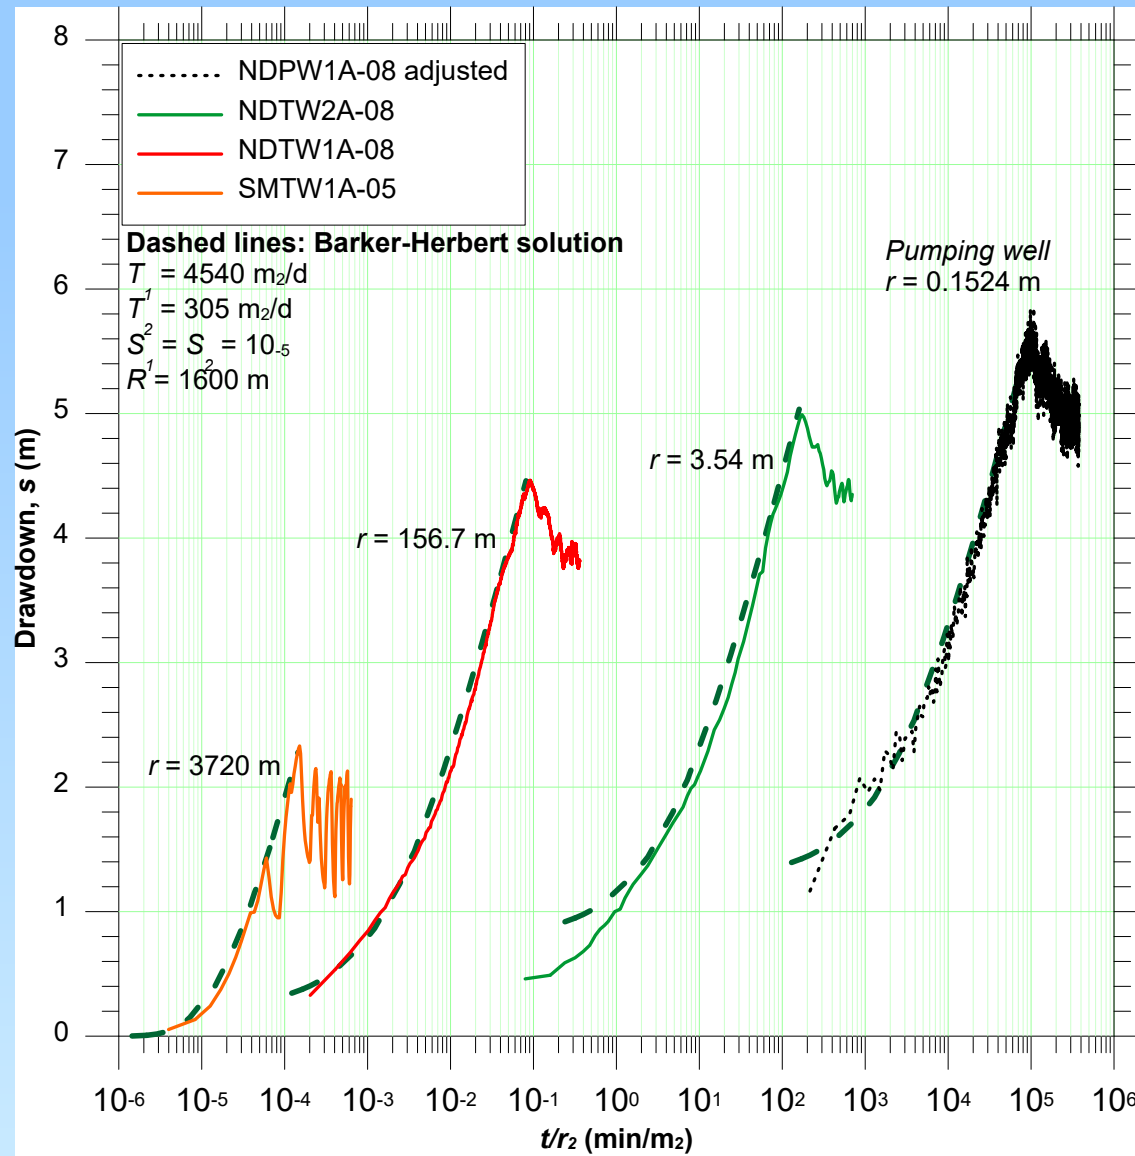 NDPW1A-08 adjusted
NDTW2A-08
NDTW1A-08
SMTW1A-05
Dashed lines: Barker-Herbert solution
T1 = 4540 m2/d
T2 = 305 m2/d
S1 = S2 = 10-5
R = 1600 m
Pumping well
r = 0.1524 m
r = 3.54 m
r = 156.7 m
r = 3720 m
Drawdown, s (m)
8
7
6
5
4
3
2
1
0
10-6 10-5 10-4 10-3 10-2 10-1 100 101 102 103 104 105 106
t/r2 (min/m2)